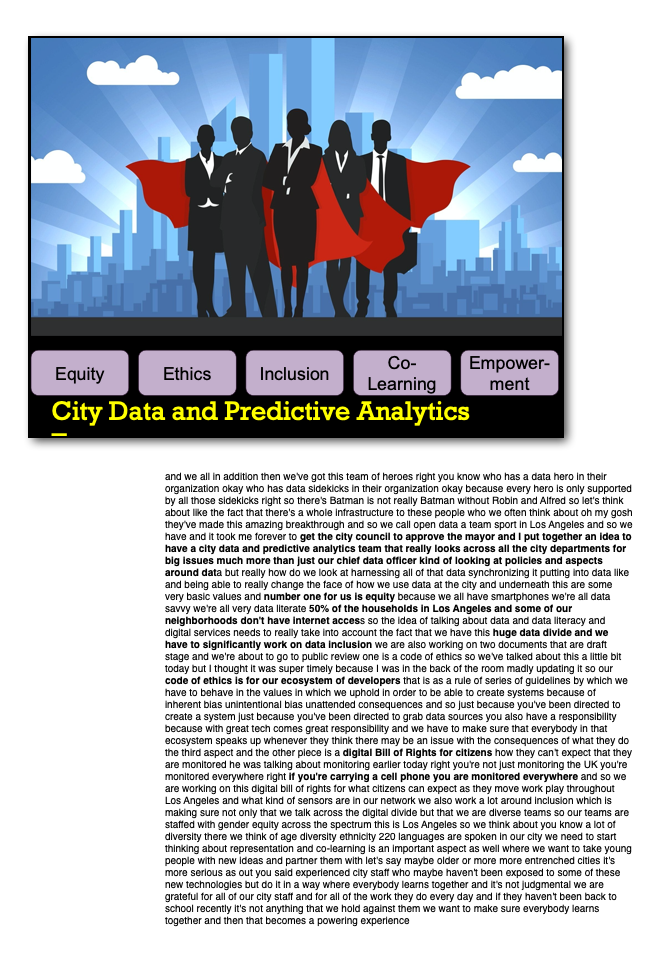 Equity
Ethics
Inclusion
Co-
Learning
Empower-
ment
City Data and Predictive Analytics
–
and we all in addition then we've got this team of heroes right you know who has a data hero in their
organization okay who has data sidekicks in their organization okay because every hero is only supported
by all those sidekicks right so there's Batman is not really Batman without Robin and Alfred so let's think
about like the fact that there's a whole infrastructure to these people who we often think about oh my gosh
they've made this amazing breakthrough and so we call open data a team sport in Los Angeles and so we
have and it took me forever to get the city council to approve the mayor and I put together an idea to
have a city data and predictive analytics team that really looks across all the city departments for
big issues much more than just our chief data officer kind of looking at policies and aspects
around data but really how do we look at harnessing all of that data synchronizing it putting into data like
and being able to really change the face of how we use data at the city and underneath this are some
very basic values and number one for us is equity because we all have smartphones we're all data
savvy we're all very data literate 50% of the households in Los Angeles and some of our
neighborhoods don't have internet access so the idea of talking about data and data literacy and
digital services needs to really take into account the fact that we have this huge data divide and we
have to significantly work on data inclusion we are also working on two documents that are draft
stage and we're about to go to public review one is a code of ethics so we've talked about this a little bit
today but I thought it was super timely because I was in the back of the room madly updating it so our
code of ethics is for our ecosystem of developers that is as a rule of series of guidelines by which we
have to behave in the values in which we uphold in order to be able to create systems because of
inherent bias unintentional bias unattended consequences and so just because you've been directed to
create a system just because you've been directed to grab data sources you also have a responsibility
because with great tech comes great responsibility and we have to make sure that everybody in that
ecosystem speaks up whenever they think there may be an issue with the consequences of what they do
the third aspect and the other piece is a digital Bill of Rights for citizens how they can't expect that they
are monitored he was talking about monitoring earlier today right you're not just monitoring the UK you're
monitored everywhere right if you're carrying a cell phone you are monitored everywhere and so we
are working on this digital bill of rights for what citizens can expect as they move work play throughout
Los Angeles and what kind of sensors are in our network we also work a lot around inclusion which is
making sure not only that we talk across the digital divide but that we are diverse teams so our teams are
staffed with gender equity across the spectrum this is Los Angeles so we think about you know a lot of
diversity there we think of age diversity ethnicity 220 languages are spoken in our city we need to start
thinking about representation and co-learning is an important aspect as well where we want to take young
people with new ideas and partner them with let's say maybe older or more more entrenched cities it's
more serious as out you said experienced city staff who maybe haven't been exposed to some of these
new technologies but do it in a way where everybody learns together and it's not judgmental we are
grateful for all of our city staff and for all of the work they do every day and if they haven't been back to
school recently it's not anything that we hold against them we want to make sure everybody learns
together and then that becomes a powering experience